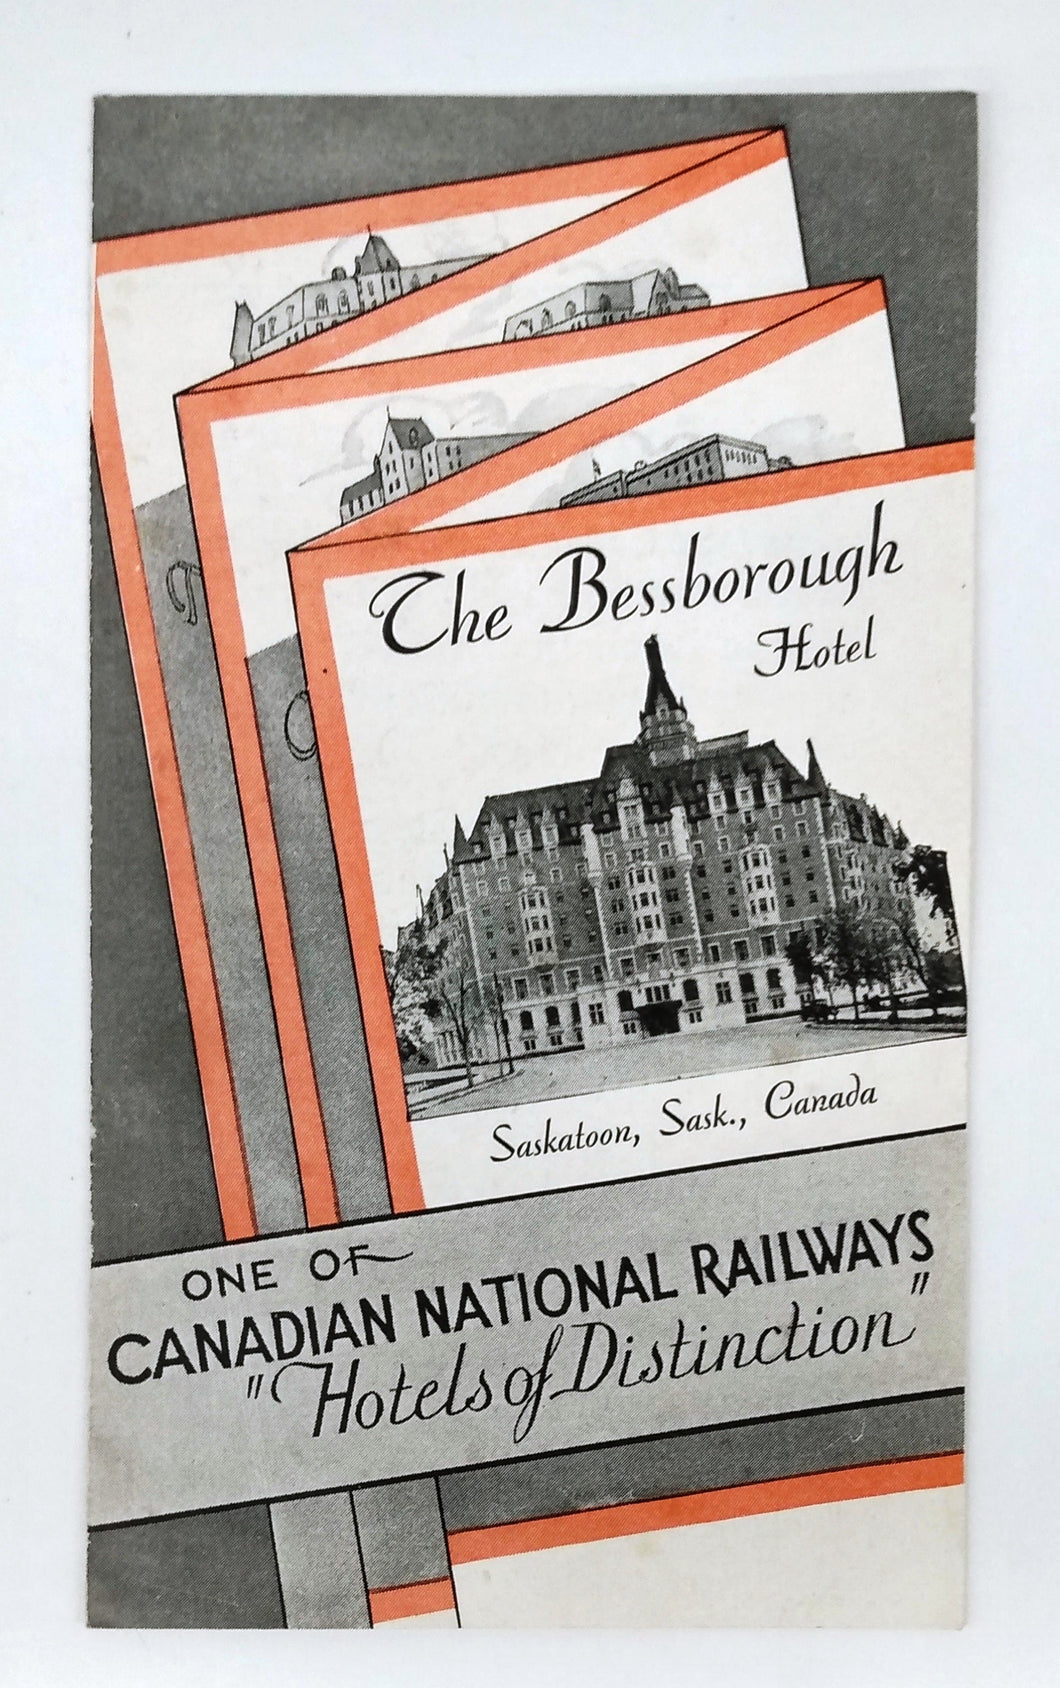 The Bessborough
Hotel
Saskatoon, Sask., Canada
ONE OF
CANADIAN NATIONAL RAILWAYS
"Hotels of Distinction"